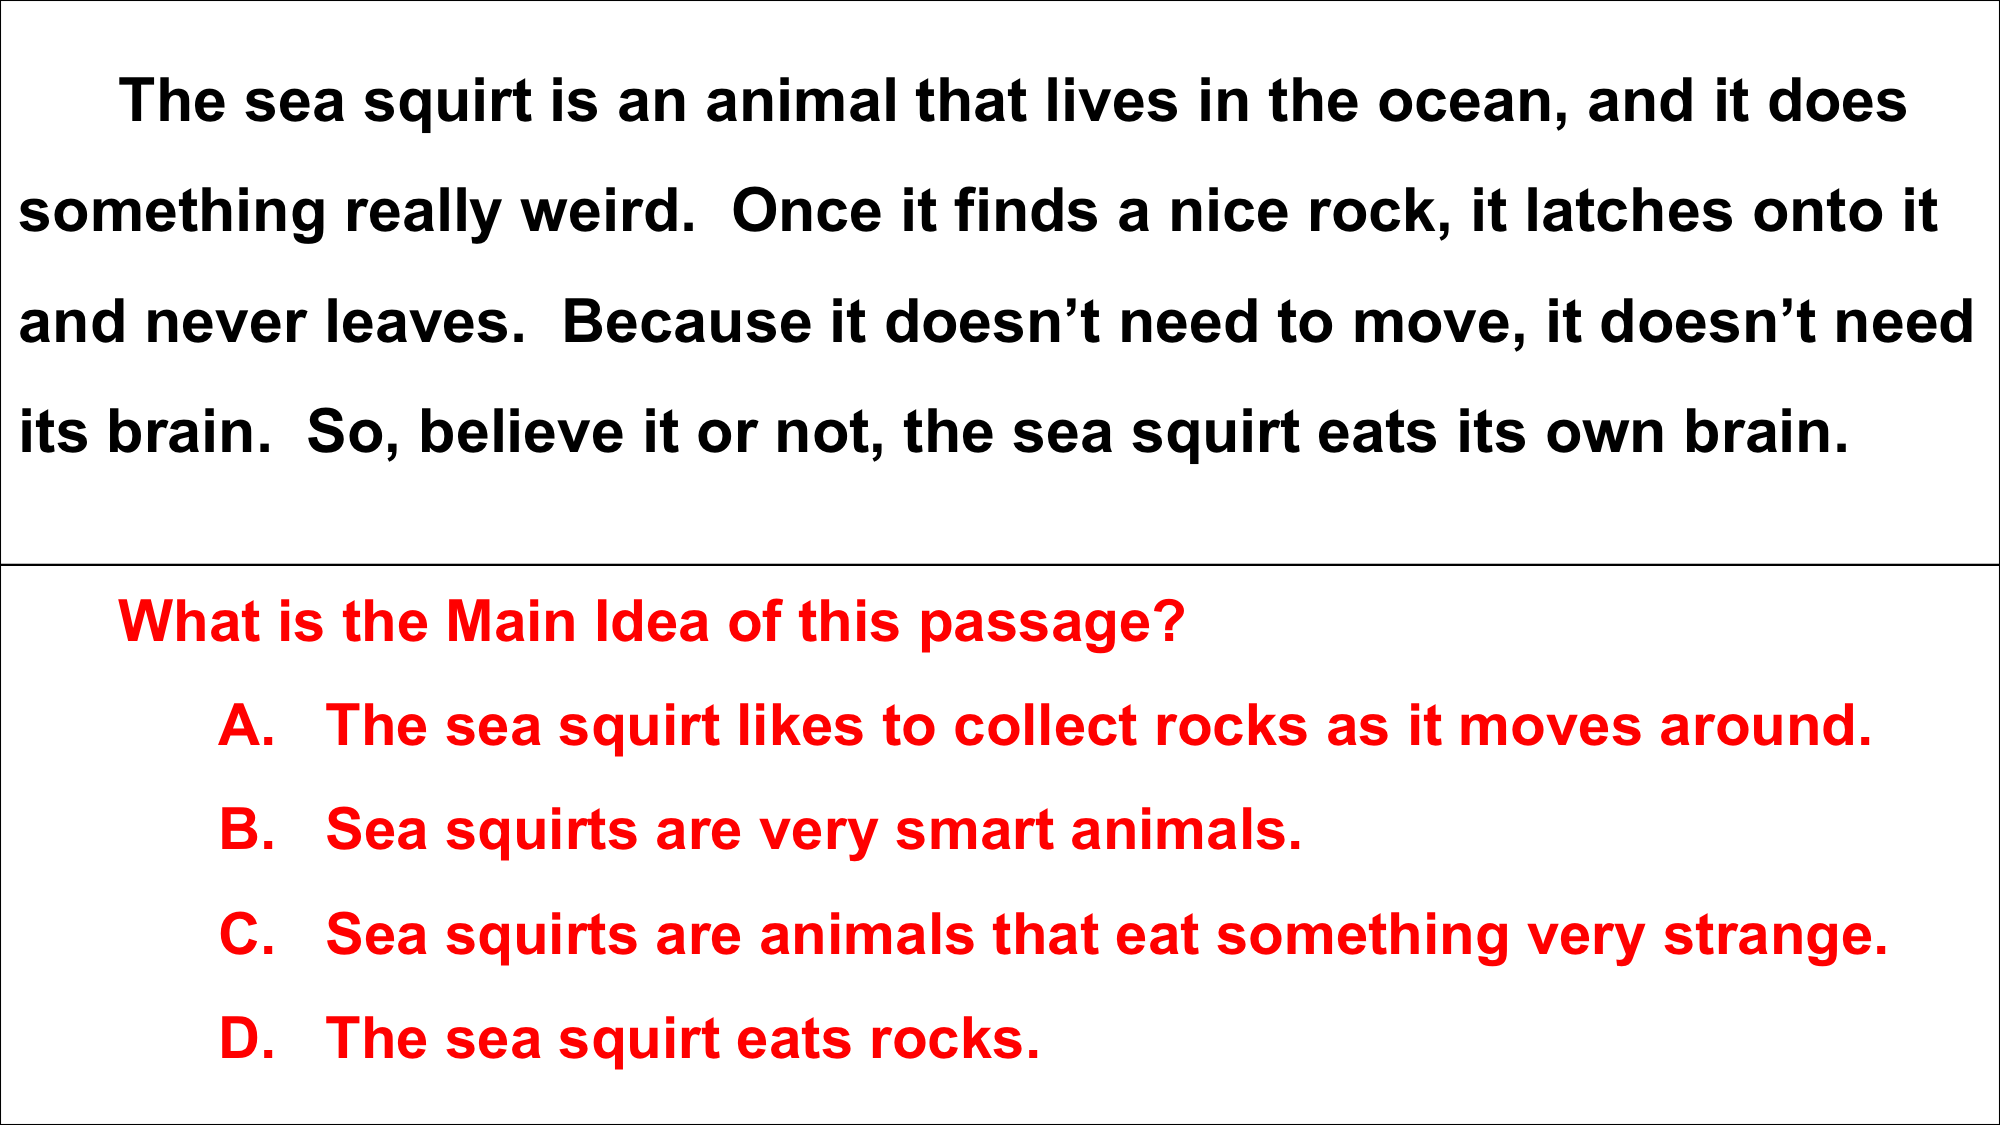 The sea squirt is an animal that lives in the ocean, and it does
something really weird.  Once it finds a nice rock, it latches onto it
and never leaves.  Because it doesn’t need to move, it doesn’t need
its brain.  So, believe it or not, the sea squirt eats its own brain.
What is the Main Idea of this passage?
A. The sea squirt likes to collect rocks as it moves around.
B. Sea squirts are very smart animals.
C. Sea squirts are animals that eat something very strange.
D. The sea squirt eats rocks.